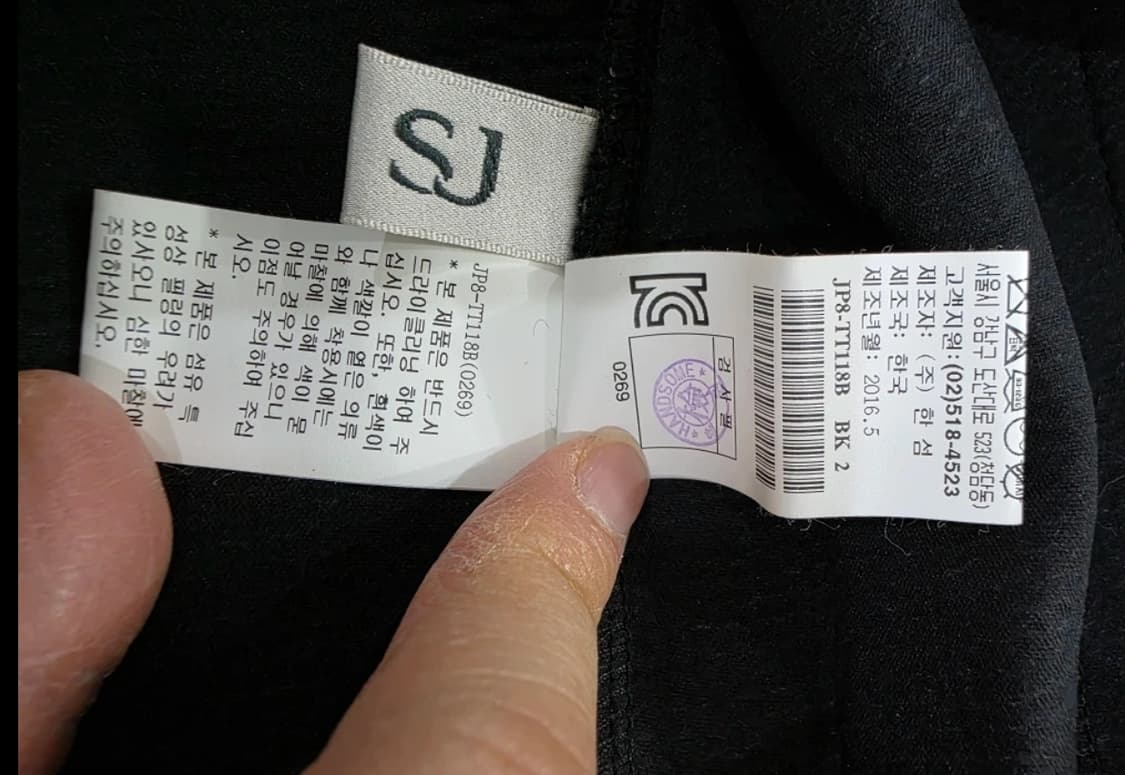 SJ
JP8-TT118B(0269)
* 본 제품은 반드시
드라이클리닝 하여 주
십시오. 또한, 흰색이
나 색깔이 옅은 의류
와 함께 착용시에는
마찰에 의해 색이 묻
어날 경우가 있으니
이점도 주의하여 주십
시오.
* 본 제품은 섬유 특
성상 필링의 우려가
있사오니 심한 마찰에
주의하십시오.
서울시 강남구 도산대로 523(청담동)
고객지원: (02)518-4523
제조자: (주) 한 섬
제조국: 한국
제조년월: 2016.5
JP8-TT118B BK 2
검사필
HANDSOME
0269